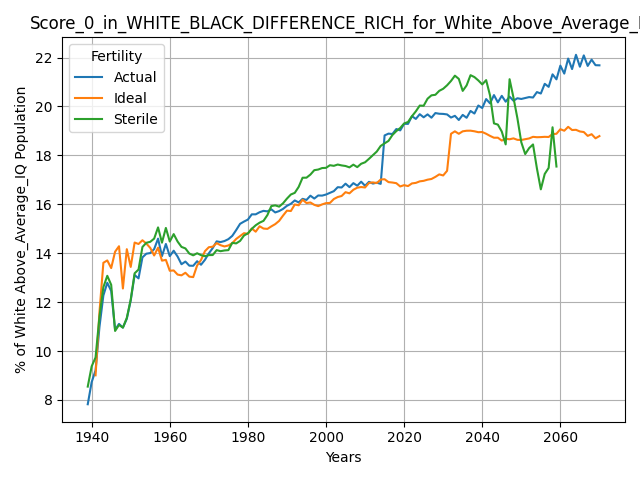 Score_0_in_WHITE_BLACK_DIFFERENCE_RICH_for_White_Above_Average_
Fertility
Actual
Ideal
Sterile
% of White Above_Average_IQ Population
22
20
18
16
14
12
10
8
1940 1960 1980 2000 2020 2040 2060
Years